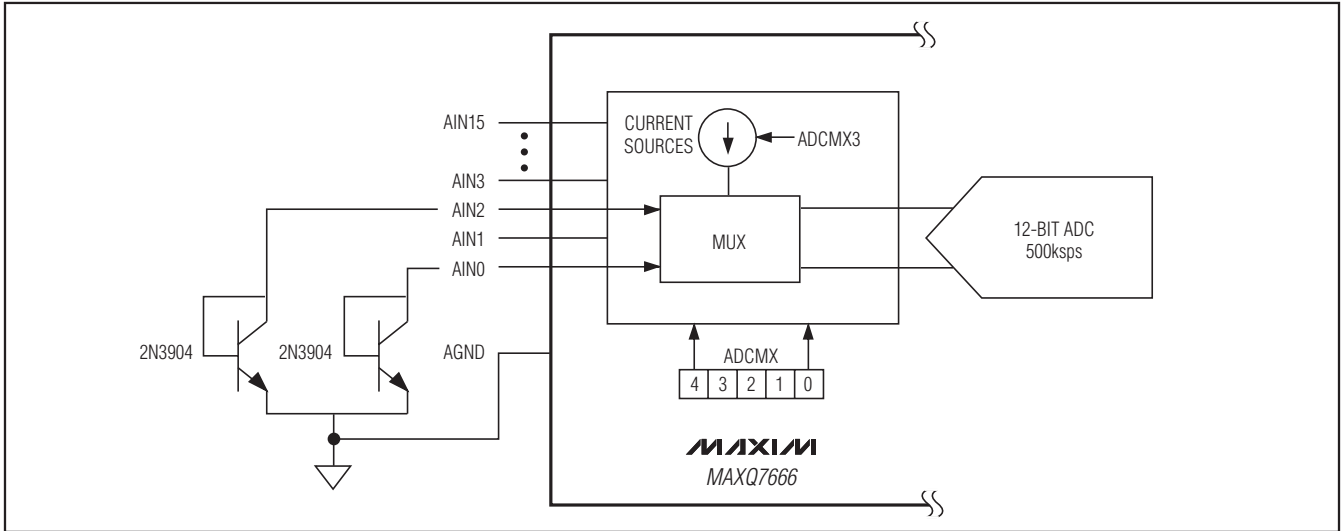 AIN15
AIN3
AIN2
AIN1
AIN0
AGND
2N3904
2N3904
CURRENT
SOURCES
ADCMX3
MUX
12-BIT ADC
500ksps
ADCMX
4 3 2 1 0
MAXIM
MAXQ7666